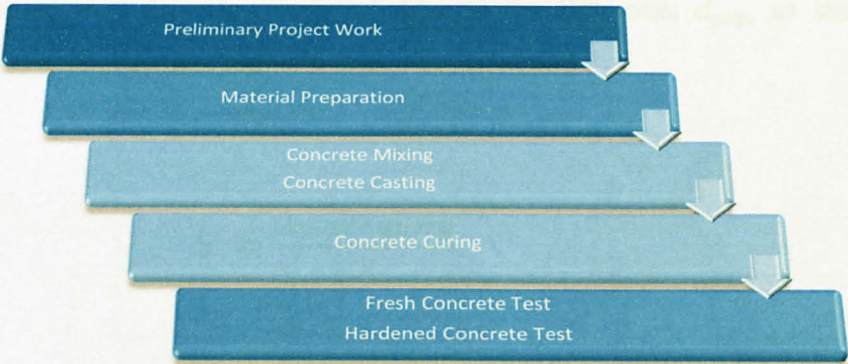 Preliminary Project Work
Material Preparation
Concrete Mixing
Concrete Casting
Concrete Curing
Fresh Concrete Test
Hardened Concrete Test